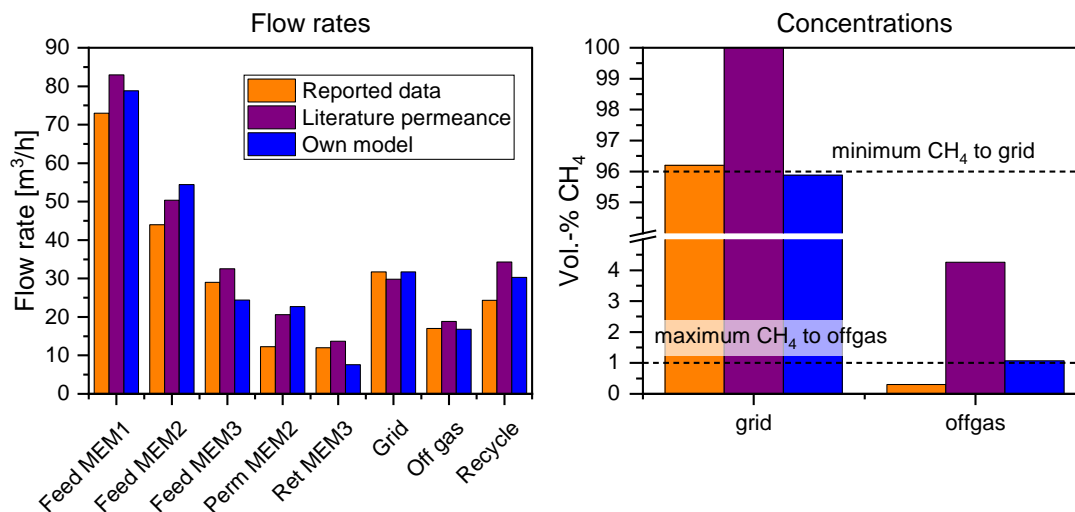 Flow rates
Flow rate [m³/h]
90
80
70
60
50
40
30
20
10
0
Reported data
Literature permeance
Own model
Feed MEM1
Feed MEM2
Feed MEM3
Perm MEM2
Ret MEM3
Grid
Off gas
Recycle
Concentrations
Vol.-% CH₄
100
99
98
97
96
95
4
3
2
1
0
minimum CH₄ to grid
maximum CH₄ to offgas
grid
offgas